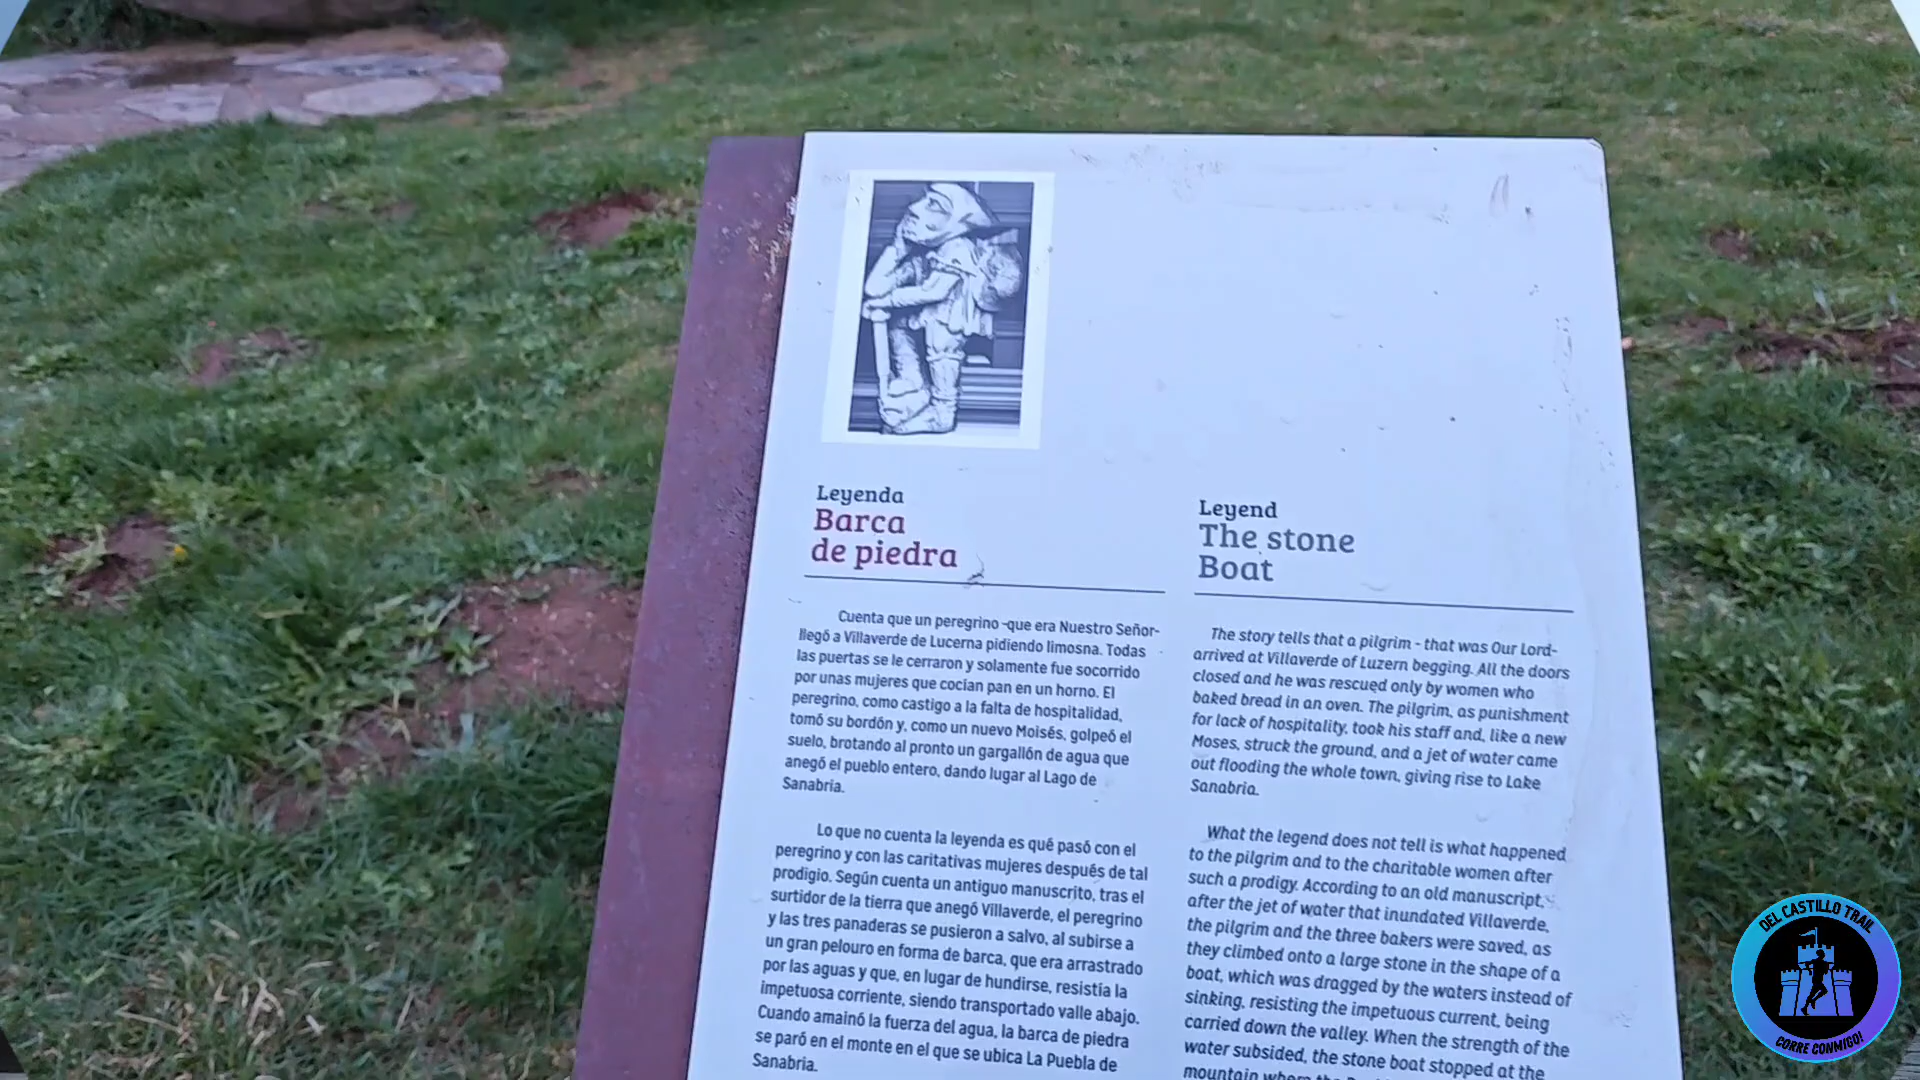 Leyenda
Barca
de piedra
Cuenta que un peregrino -que era Nuestro Señor-
llegó a Villaverde de Lucerna pidiendo limosna. Todas
las puertas se le cerraron y solamente fue socorrido
por unas mujeres que cocían pan en un horno. El
peregrino, como castigo a la falta de hospitalidad,
tomó su bordón y, como un nuevo Moisés, golpeó el
suelo, brotando al pronto un gargallón de agua que
anegó el pueblo entero, dando lugar al Lago de
Sanabria.
Lo que no cuenta la leyenda es qué pasó con el
peregrino y con las caritativas mujeres después de tal
prodigio. Según cuenta un antiguo manuscrito, tras el
surtidor de la tierra que anegó Villaverde, el peregrino
y las tres panaderas se pusieron a salvo, al subirse a
un gran pelouro en forma de barca, que era arrastrado
por las aguas y que, en lugar de hundirse, resistía la
impetuosa corriente, siendo transportado valle abajo.
Cuando amainó la fuerza del agua, la barca de piedra
se paró en el monte en el que se ubica La Puebla de
Sanabria.
Leyend
The stone
Boat
The story tells that a pilgrim - that was Our Lord-
arrived at Villaverde of Luzern begging. All the doors
closed and he was rescued only by women who
baked bread in an oven. The pilgrim, as punishment
for lack of hospitality, took his staff and, like a new
Moses, struck the ground, and a jet of water came
out flooding the whole town, giving rise to Lake
Sanabria.
What the legend does not tell is what happened
to the pilgrim and to the charitable women after
such a prodigy. According to an old manuscript,
after the jet of water that inundated Villaverde,
the pilgrim and the three bakers were saved, as
they climbed onto a large stone in the shape of a
boat, which was dragged by the waters instead of
sinking, resisting the impetuous current, being
carried down the valley. When the strength of the
water subsided, the stone boat stopped at the
mountain where the
DEL CASTILLO TRAIL
CORRE CONMIGO!